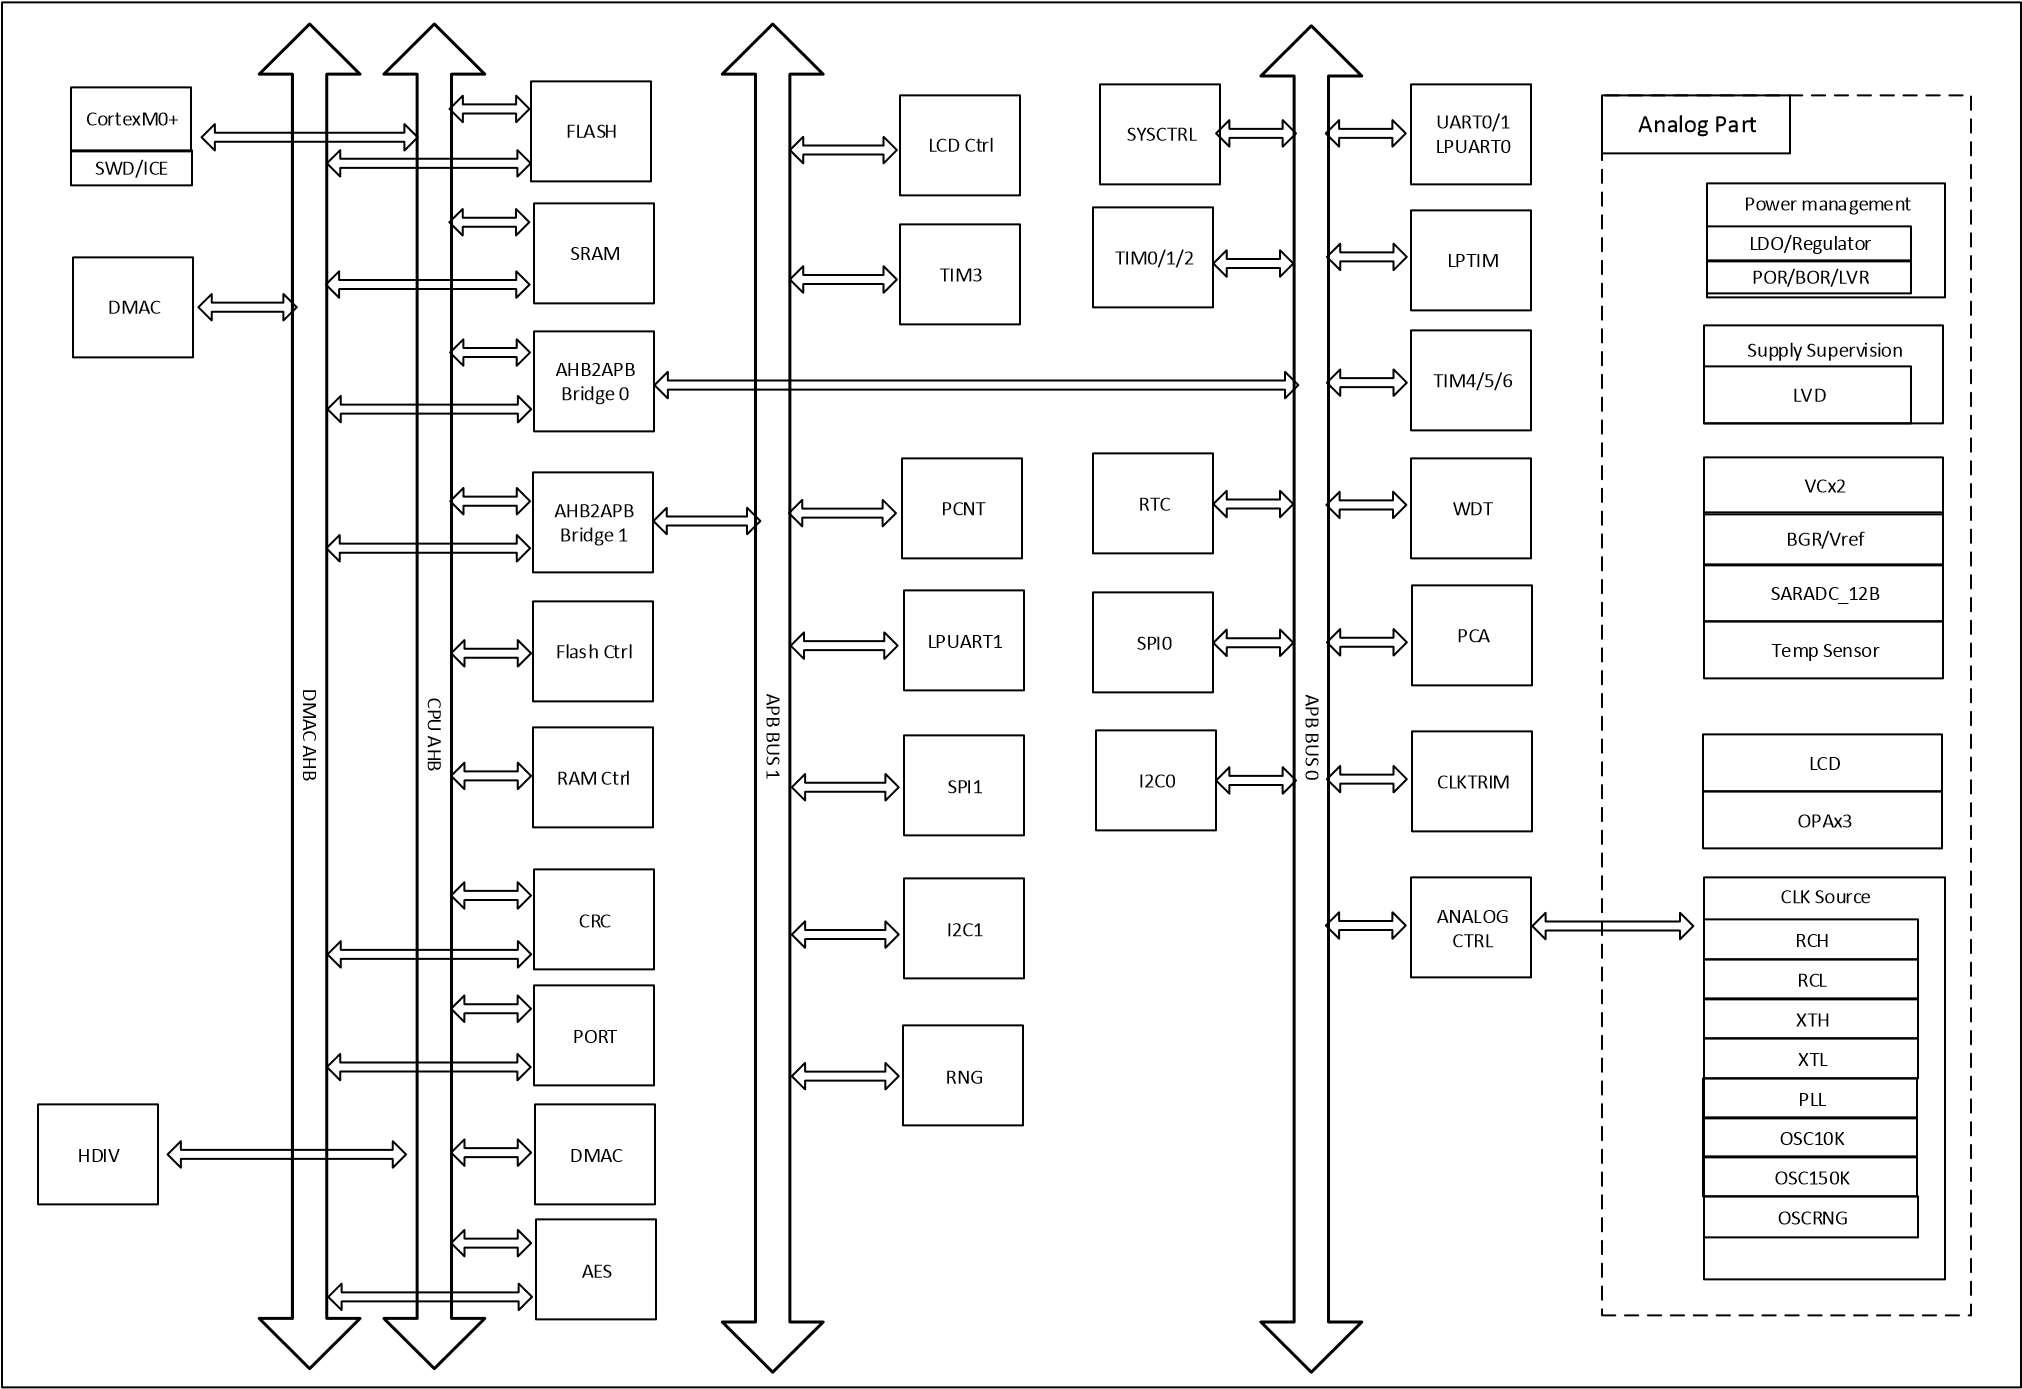 CortexM0+
SWD/ICE
DMAC
HDIV
DMAC AHB
CPU AHB
FLASH
SRAM
AHB2APB
Bridge 0
AHB2APB
Bridge 1
Flash Ctrl
RAM Ctrl
CRC
PORT
DMAC
AES
APB BUS 1
LCD Ctrl
TIM3
PCNT
LPUART1
SPI1
I2C1
RNG
SYSCTRL
TIM0/1/2
RTC
SPI0
I2C0
APB BUS 0
UART0/1
LPUART0
LPTIM
TIM4/5/6
WDT
PCA
CLKTRIM
ANALOG
CTRL
Analog Part
Power management
LDO/Regulator
POR/BOR/LVR
Supply Supervision
LVD
VCx2
BGR/Vref
SARADC_12B
Temp Sensor
LCD
OPAx3
CLK Source
RCH
RCL
XTH
XTL
PLL
OSC10K
OSC150K
OSCRNG